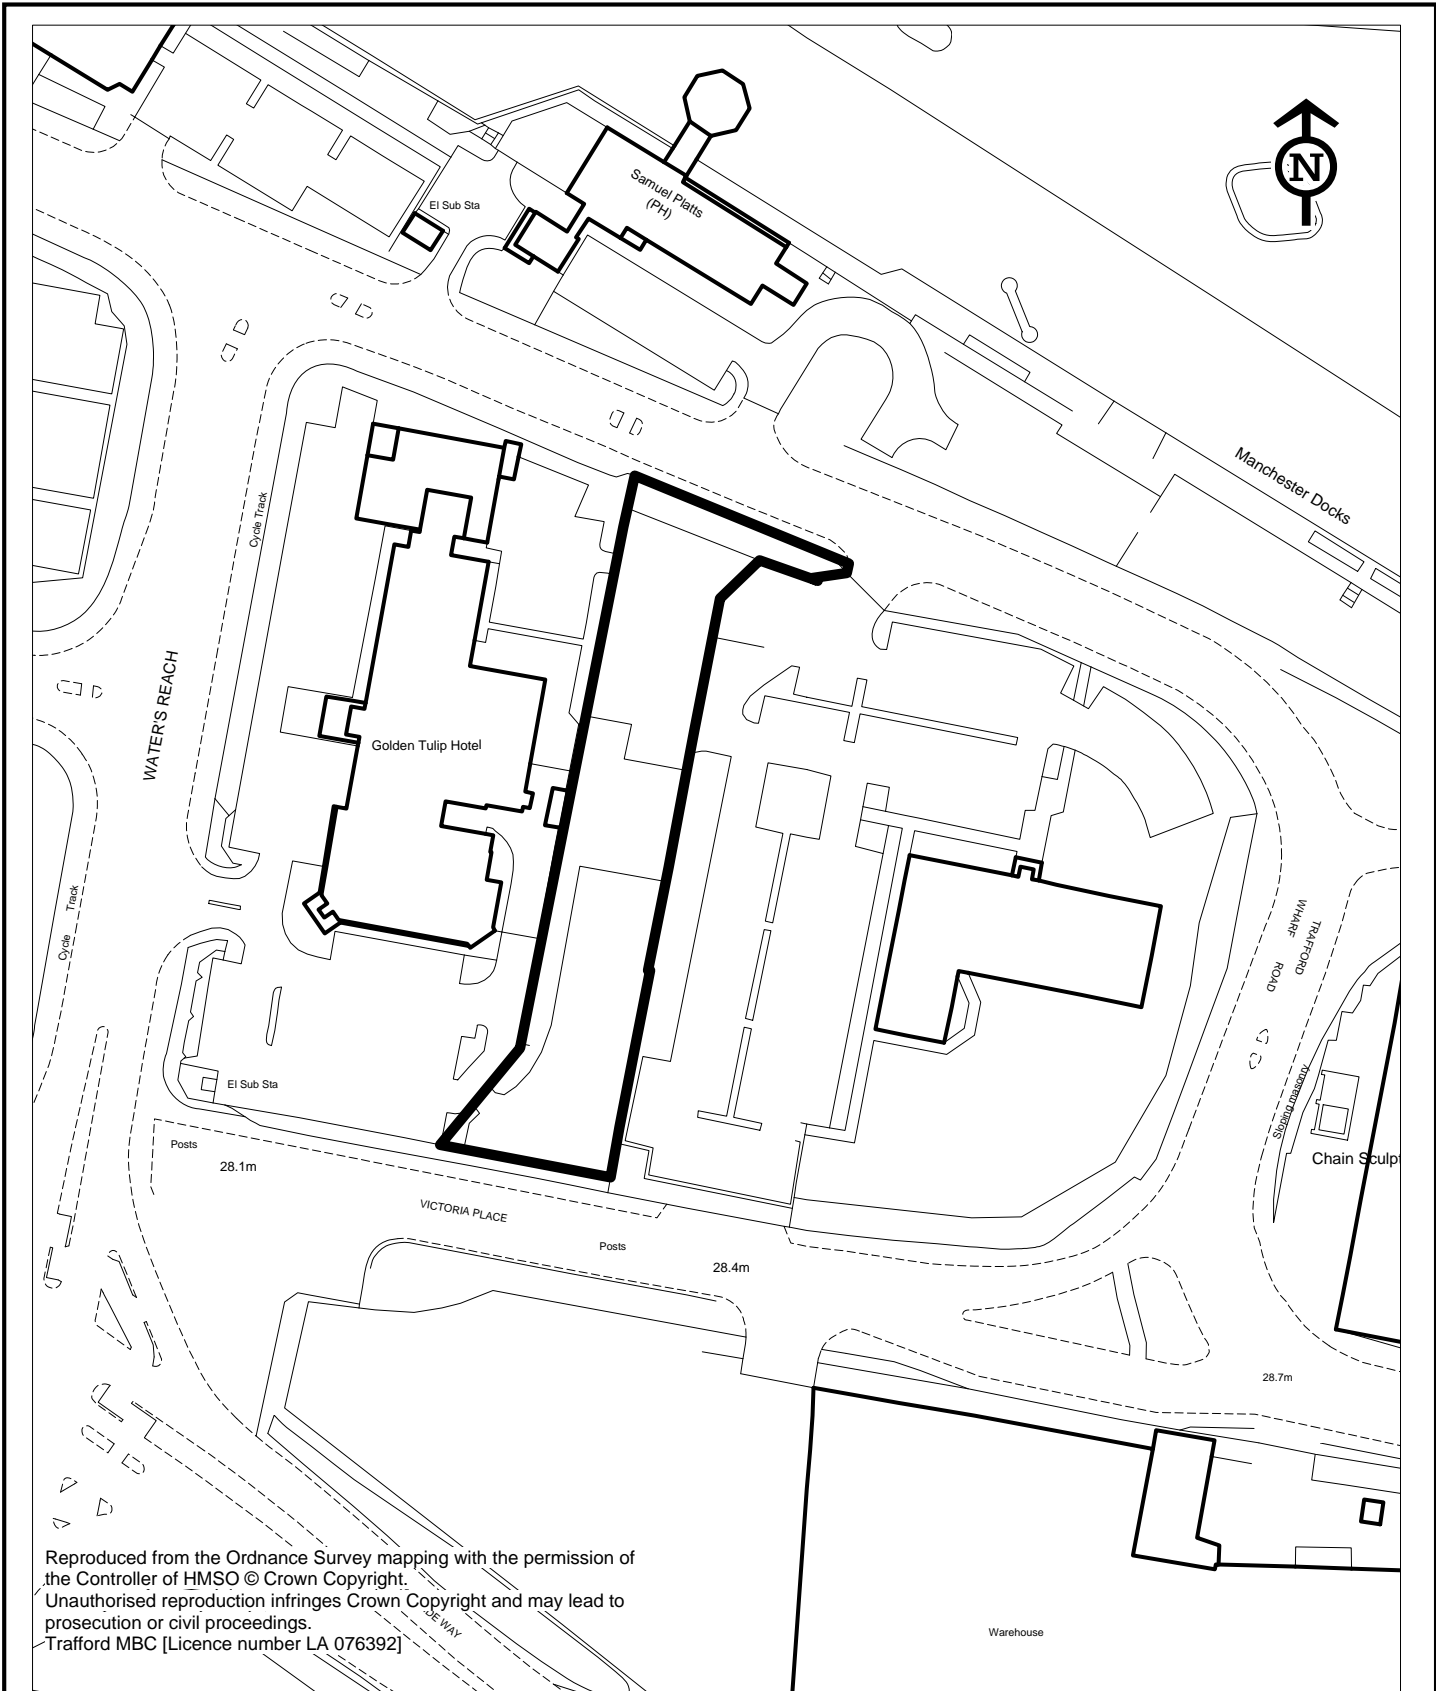 N
El Sub Sta
Samuel Platts
(PH)
Manchester Docks
Cycle Track
WATER'S REACH
Golden Tulip Hotel
Cycle Track
TRAFFORD
WHARF ROAD
Sloping masonry
El Sub Sta
Posts
28.1m
Chain Sculpt
VICTORIA PLACE
Posts
28.4m
28.7m
Reproduced from the Ordnance Survey mapping with the permission of
the Controller of HMSO © Crown Copyright.
Unauthorised reproduction infringes Crown Copyright and may lead to
prosecution or civil proceedings.
DE WAY
Trafford MBC [Licence number LA 076392]
Warehouse